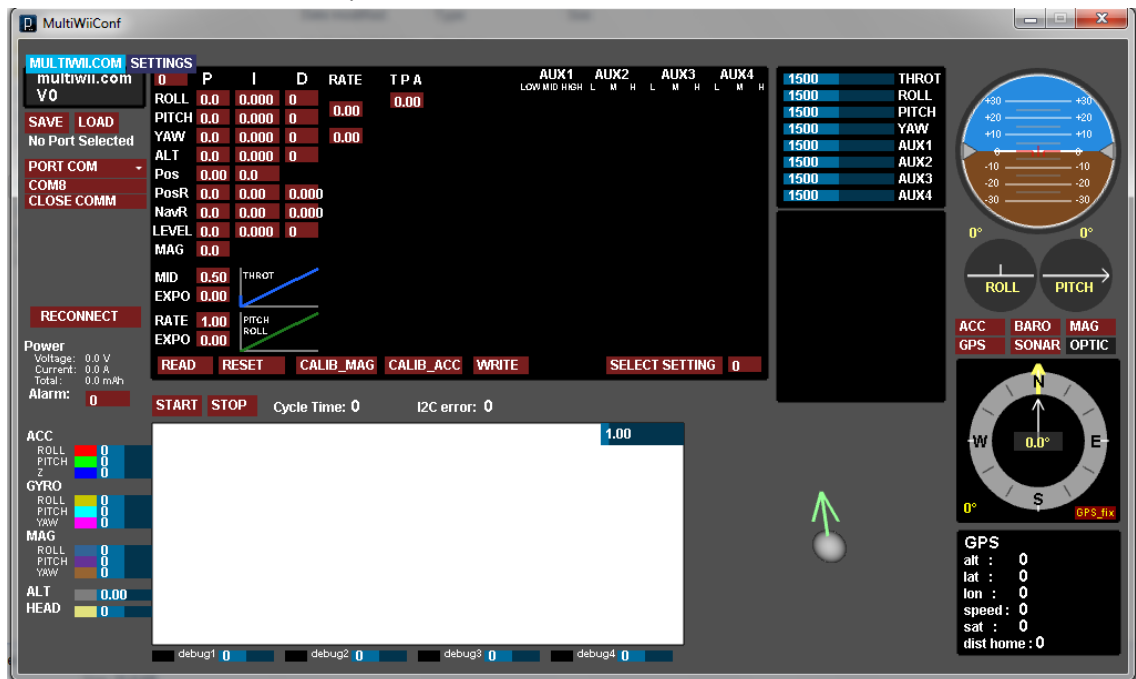 MultiWiiConf
MULTIWII.COM SETTINGS
multiwii.com
V0
SAVE LOAD
No Port Selected
PORT COM
COM8
CLOSE COMM
RECONNECT
Power
Voltage: 0.0 V
Current: 0.0 A
Total: 0.0 mAh
Alarm: 0
0 P I D RATE T P A
ROLL 0.0 0.000 0
0.00 0.00
PITCH 0.0 0.000 0
YAW 0.0 0.000 0 0.00
ALT 0.0 0.000 0
Pos 0.00 0.0
PosR 0.0 0.00 0.000
NavR 0.0 0.00 0.000
LEVEL 0.0 0.000 0
MAG 0.0
MID 0.50 THROT
EXPO 0.00
RATE 1.00 PITCH
ROLL
EXPO 0.00
AUX1 AUX2 AUX3 AUX4
LOW MID HIGH L M H L M H L M H
READ RESET CALIB_MAG CALIB_ACC WRITE SELECT SETTING 0
1500 THROT
1500 ROLL
1500 PITCH
1500 YAW
1500 AUX1
1500 AUX2
1500 AUX3
1500 AUX4
+30 +30
+20 +20
+10 +10
0 0
-10 -10
-20 -20
-30 -30
0° 0°
ROLL PITCH
ACC BARO MAG
GPS SONAR OPTIC
N
W 0.0° E
S
0° GPS_fix
GPS
alt : 0
lat : 0
lon : 0
speed : 0
sat : 0
dist home : 0
START STOP Cycle Time: 0 I2C error: 0
1.00
ACC
ROLL 0
PITCH 0
Z 0
GYRO
ROLL 0
PITCH 0
YAW 0
MAG
ROLL 0
PITCH 0
YAW 0
ALT 0.00
HEAD 0
debug1 0 debug2 0 debug3 0 debug4 0